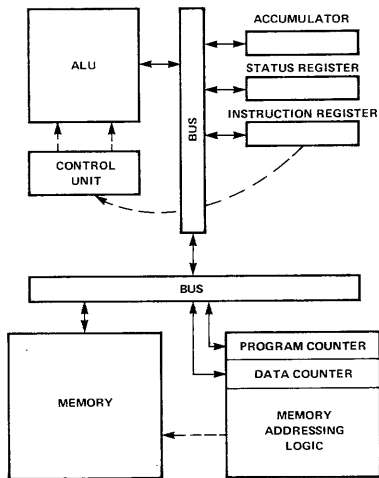 ACCUMULATOR
ALU
STATUS REGISTER
INSTRUCTION REGISTER
BUS
CONTROL
UNIT
BUS
PROGRAM COUNTER
DATA COUNTER
MEMORY
MEMORY
ADDRESSING
LOGIC